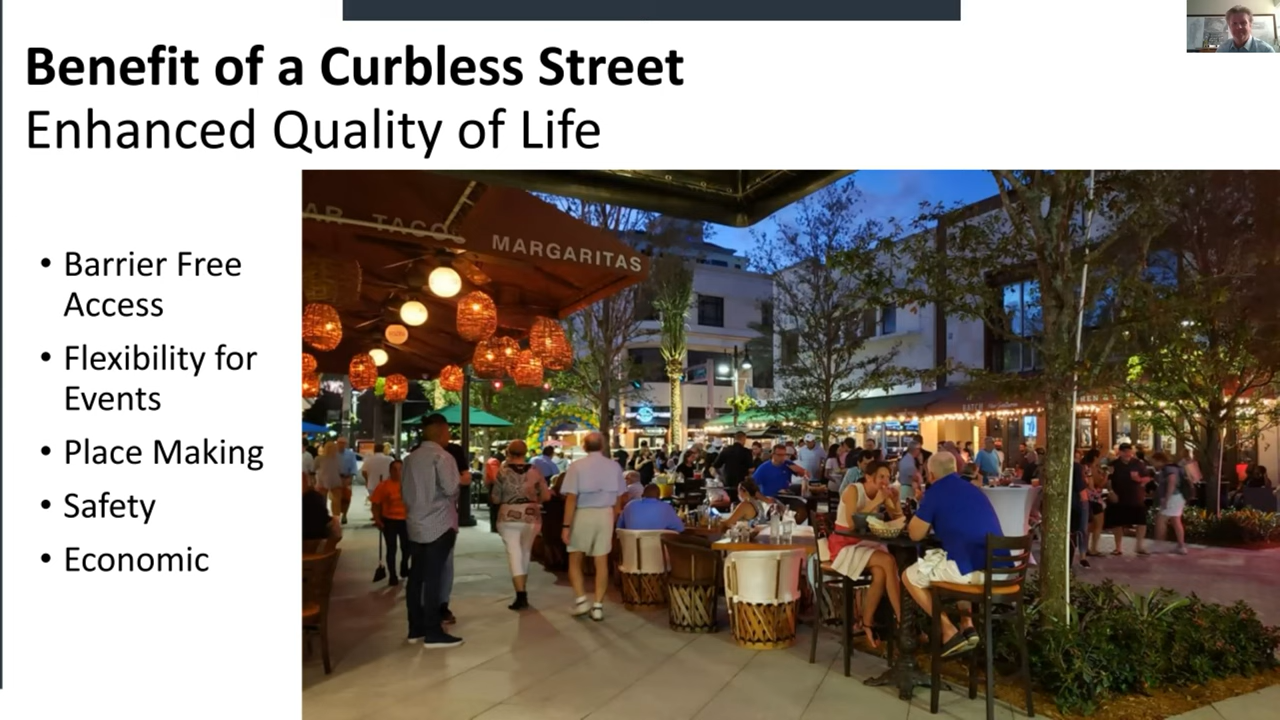 Benefit of a Curbless Street
Enhanced Quality of Life
• Barrier Free
Access
• Flexibility for
Events
• Place Making
• Safety
• Economic
MARGARITAS